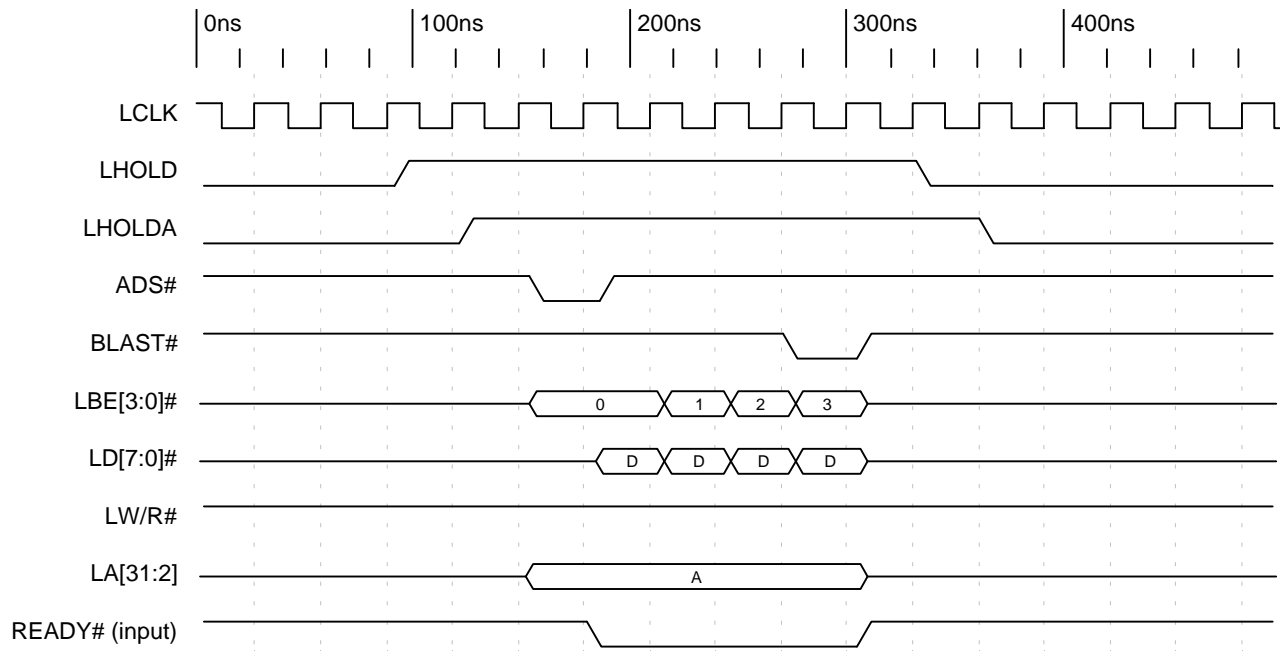 0ns 100ns 200ns 300ns 400ns
LCLK
LHOLD
LHOLDA
ADS#
BLAST#
LBE[3:0]# 0 1 2 3
LD[7:0]# D D D D
LW/R#
LA[31:2] A
READY# (input)